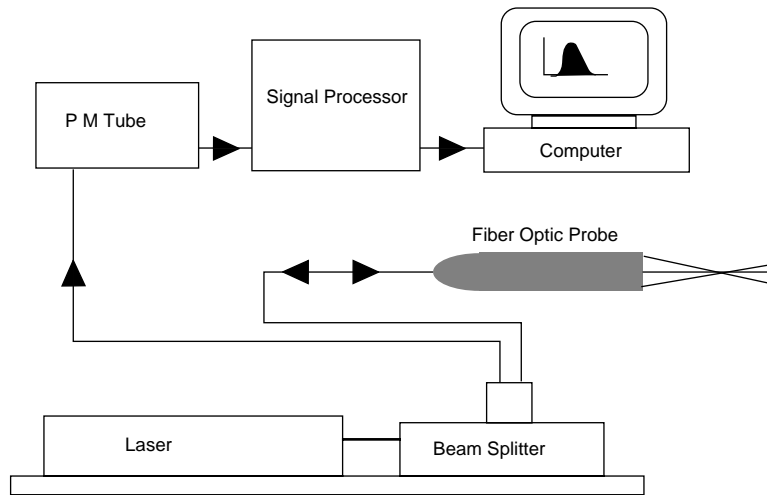 Signal Processor
P M Tube
Computer
Fiber Optic Probe
Laser
Beam Splitter